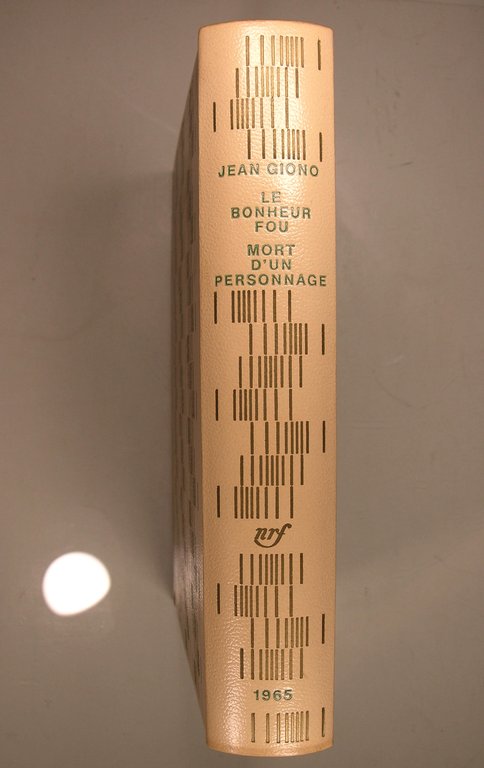 JEAN GIONO
LE
BONHEUR
FOU
MORT
D'UN
PERSONNAGE
nrf
1965